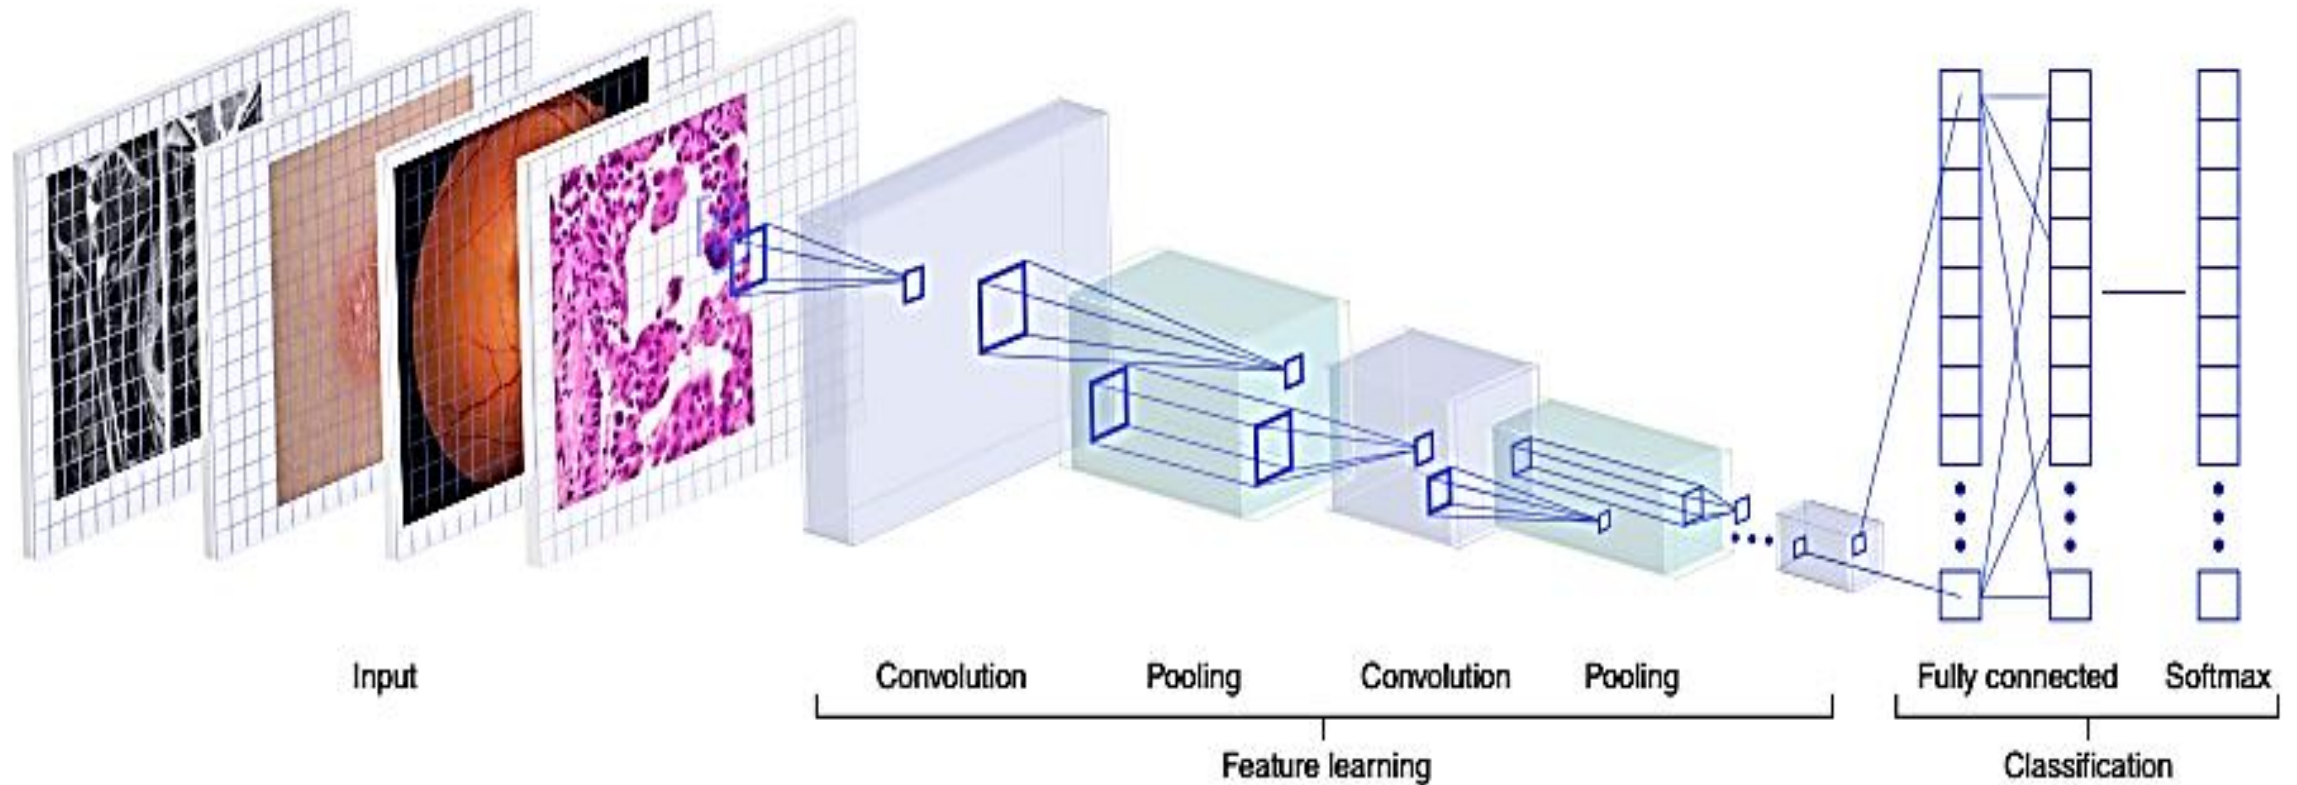 Input
Convolution
Pooling
Convolution
Pooling
Fully connected
Softmax
Feature learning
Classification